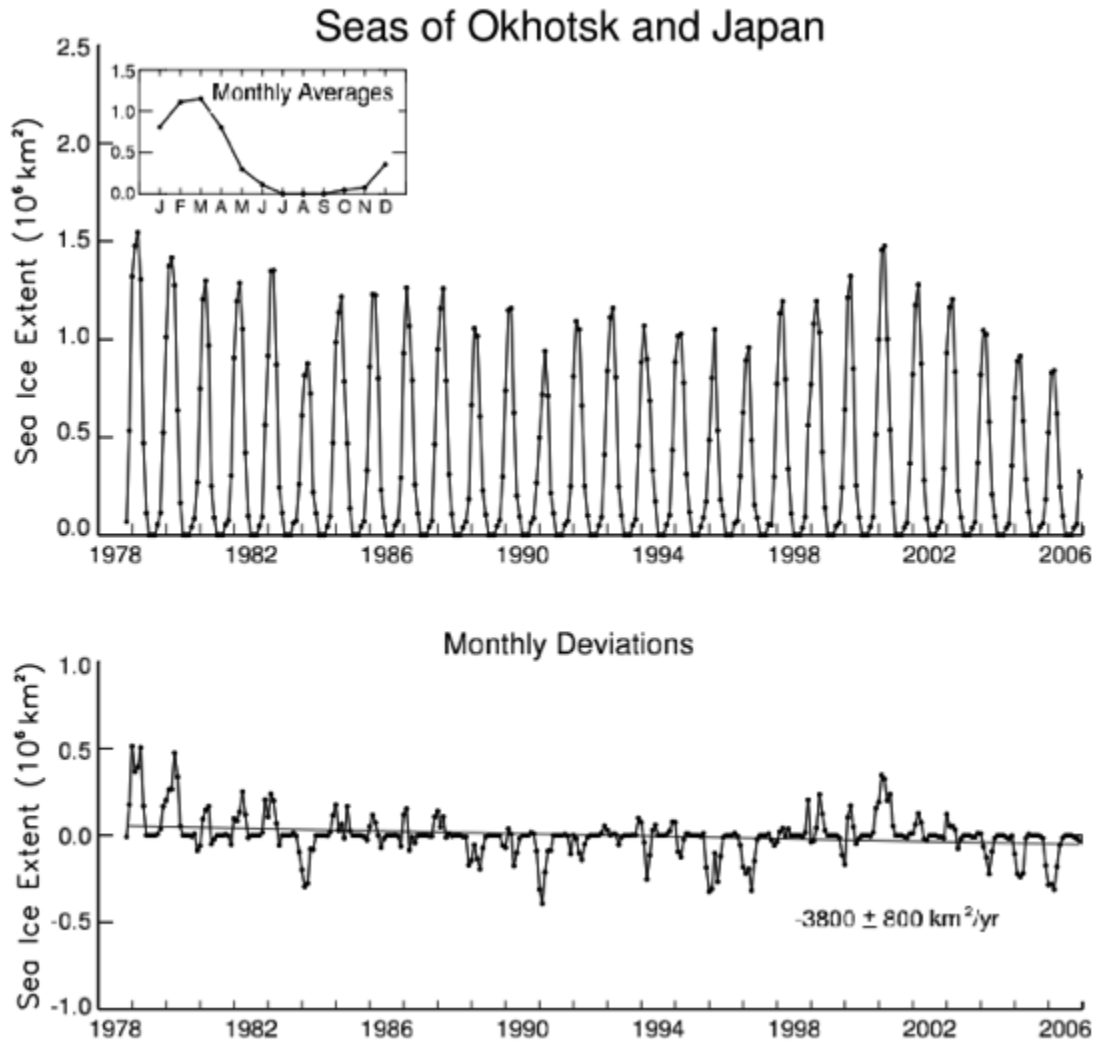 Seas of Okhotsk and Japan
2.5
2.0
1.5
1.0
0.5
0.0
Sea Ice Extent (10⁶ km²)
1.5
1.0
0.5
0.0
Monthly Averages
J F M A M J J A S O N D
1978 1982 1986 1990 1994 1998 2002 2006
Monthly Deviations
1.0
0.5
0.0
-0.5
-1.0
Sea Ice Extent (10⁶ km²)
-3800 ± 800 km²/yr
1978 1982 1986 1990 1994 1998 2002 2006